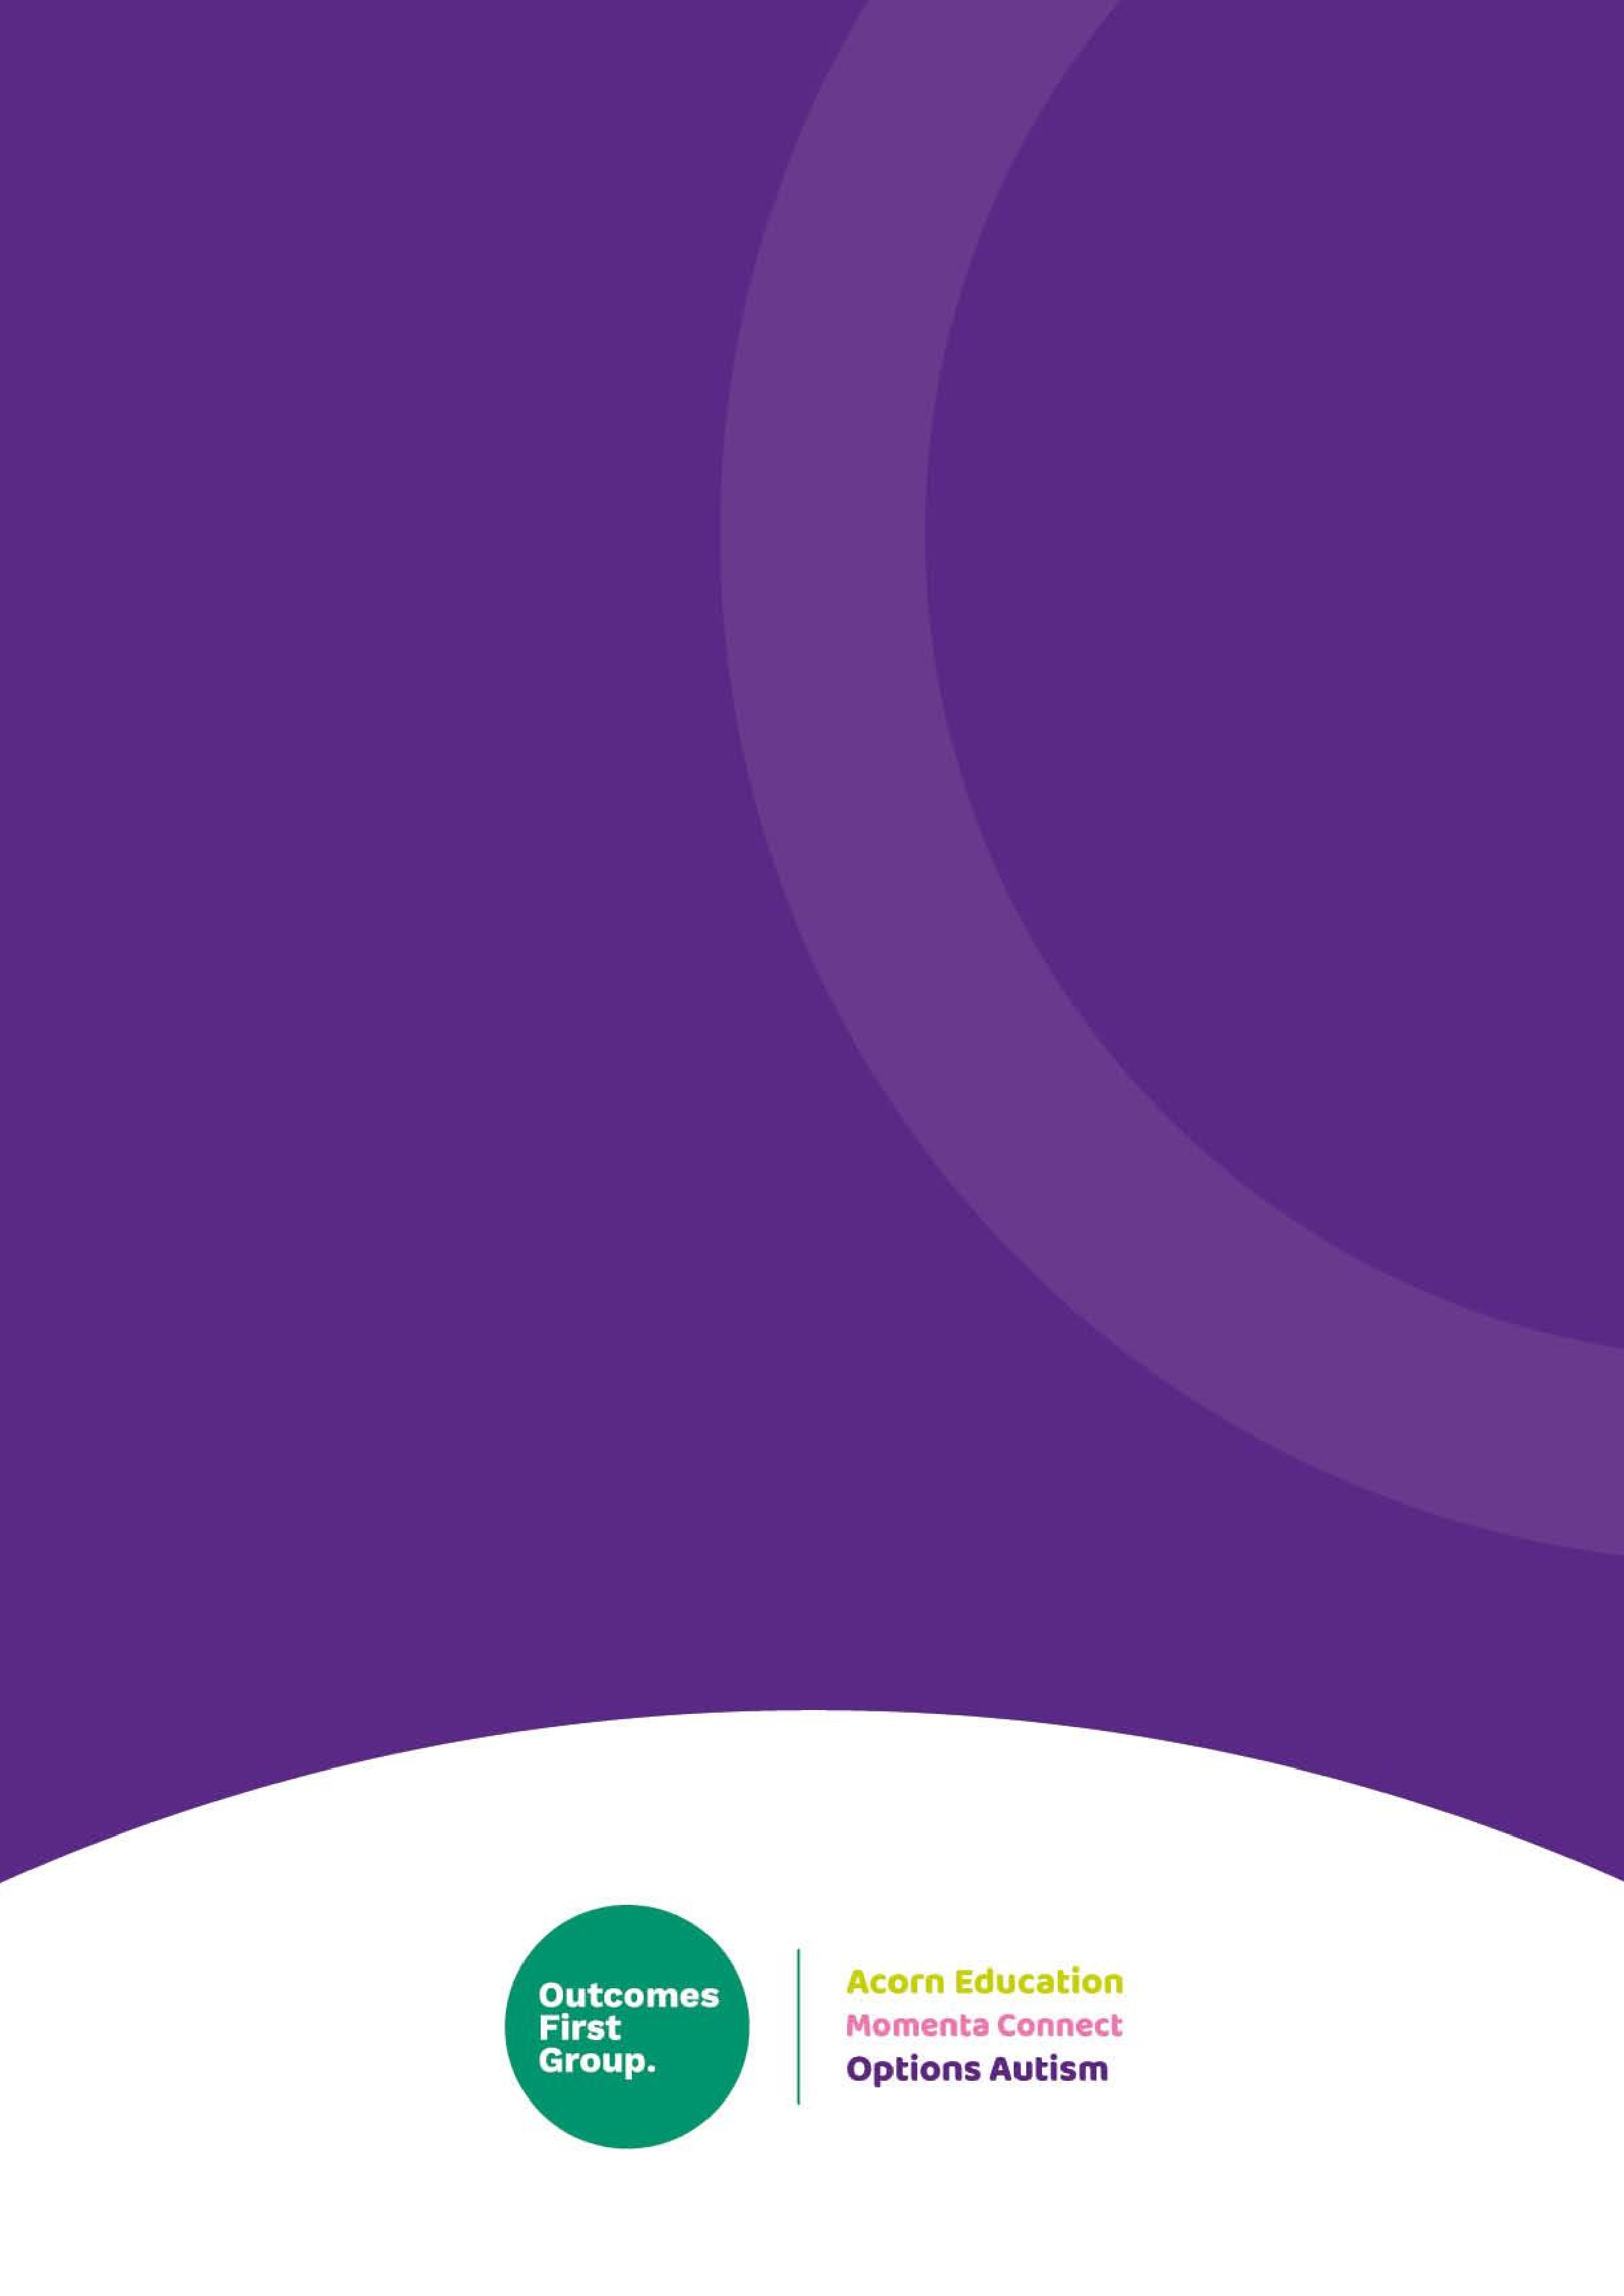 Outcomes
First
Group.
Acorn Education
Momenta Connect
Options Autism